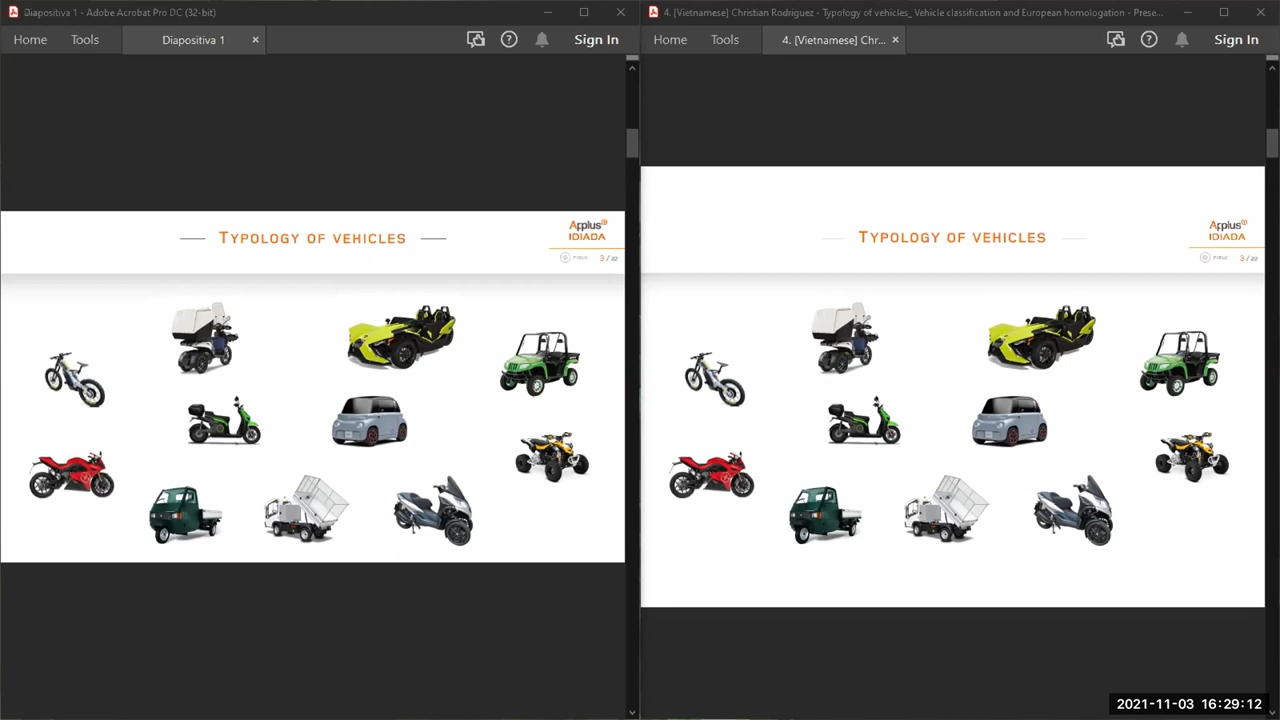 Diapositiva 1 - Adobe Acrobat Pro DC (32-bit)
Home Tools Diapositiva 1 × Sign In
TYPOLOGY OF VEHICLES
Applus+
IDIADA
3 / 22
4. [Vietnamese] Christian Rodriguez - Typology of vehicles_ Vehicle classification and European homologation - Prese...
Home Tools 4. [Vietnamese] Chr... × Sign In
TYPOLOGY OF VEHICLES
Applus+
IDIADA
3 / 22
2021-11-03 16:29:12